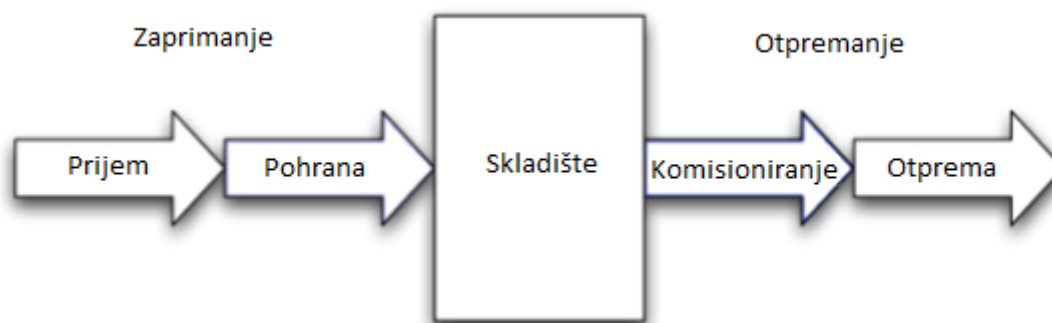 Zaprimanje
Otpremanje
Prijem
Pohrana
Skladište
Komisioniranje
Otprema